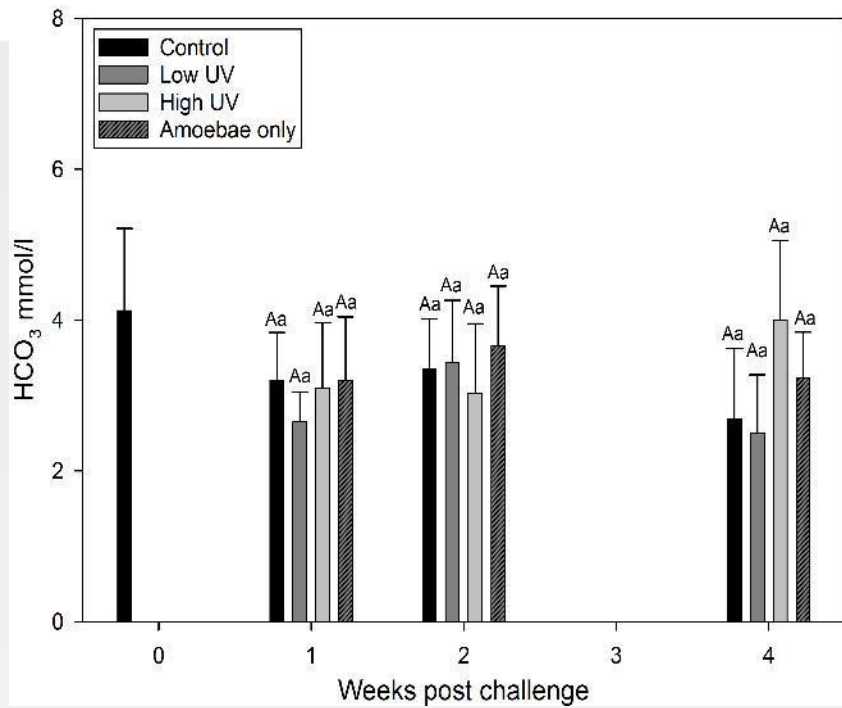 8
Control
Low UV
High UV
Amoebae only
6
HCO₃ mmol/l
4
2
0
Aa Aa Aa Aa
Aa Aa Aa Aa
Aa Aa Aa Aa
0 1 2 3 4
Weeks post challenge